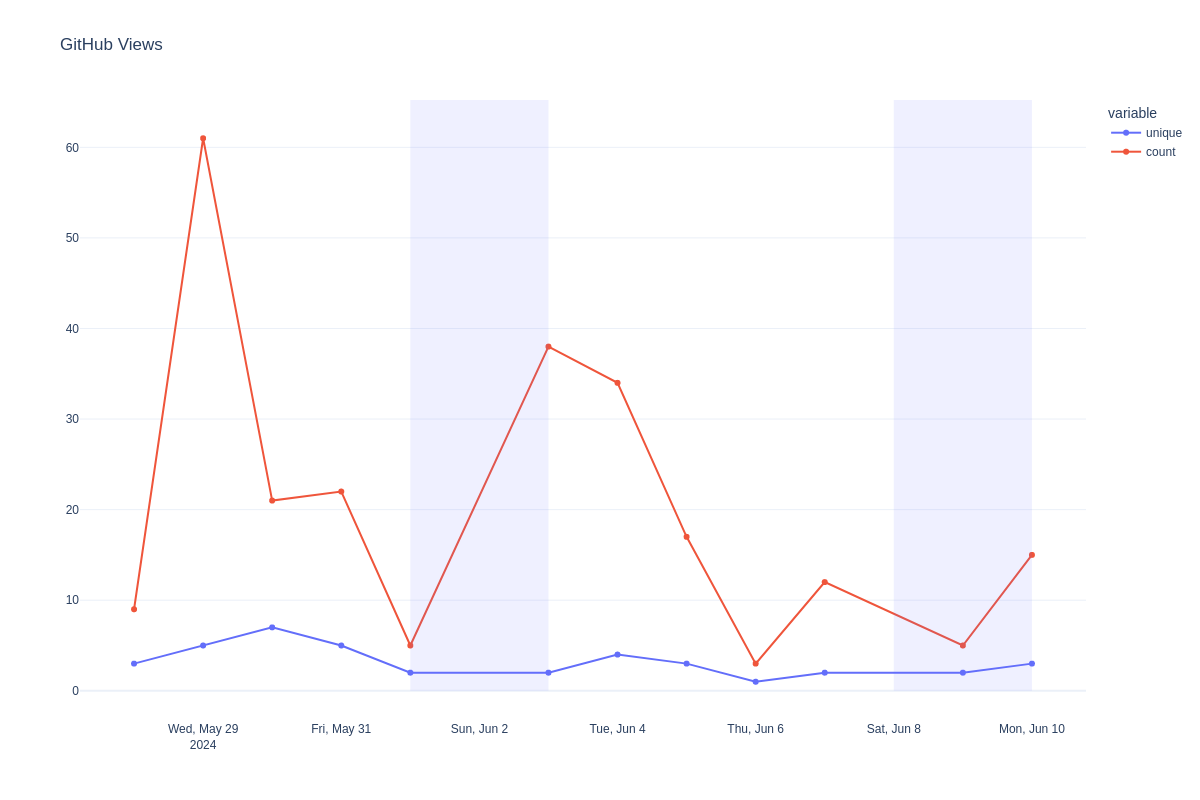 GitHub Views
variable
unique
count
60
50
40
30
20
10
0
Wed, May 29
2024
Fri, May 31
Sun, Jun 2
Tue, Jun 4
Thu, Jun 6
Sat, Jun 8
Mon, Jun 10